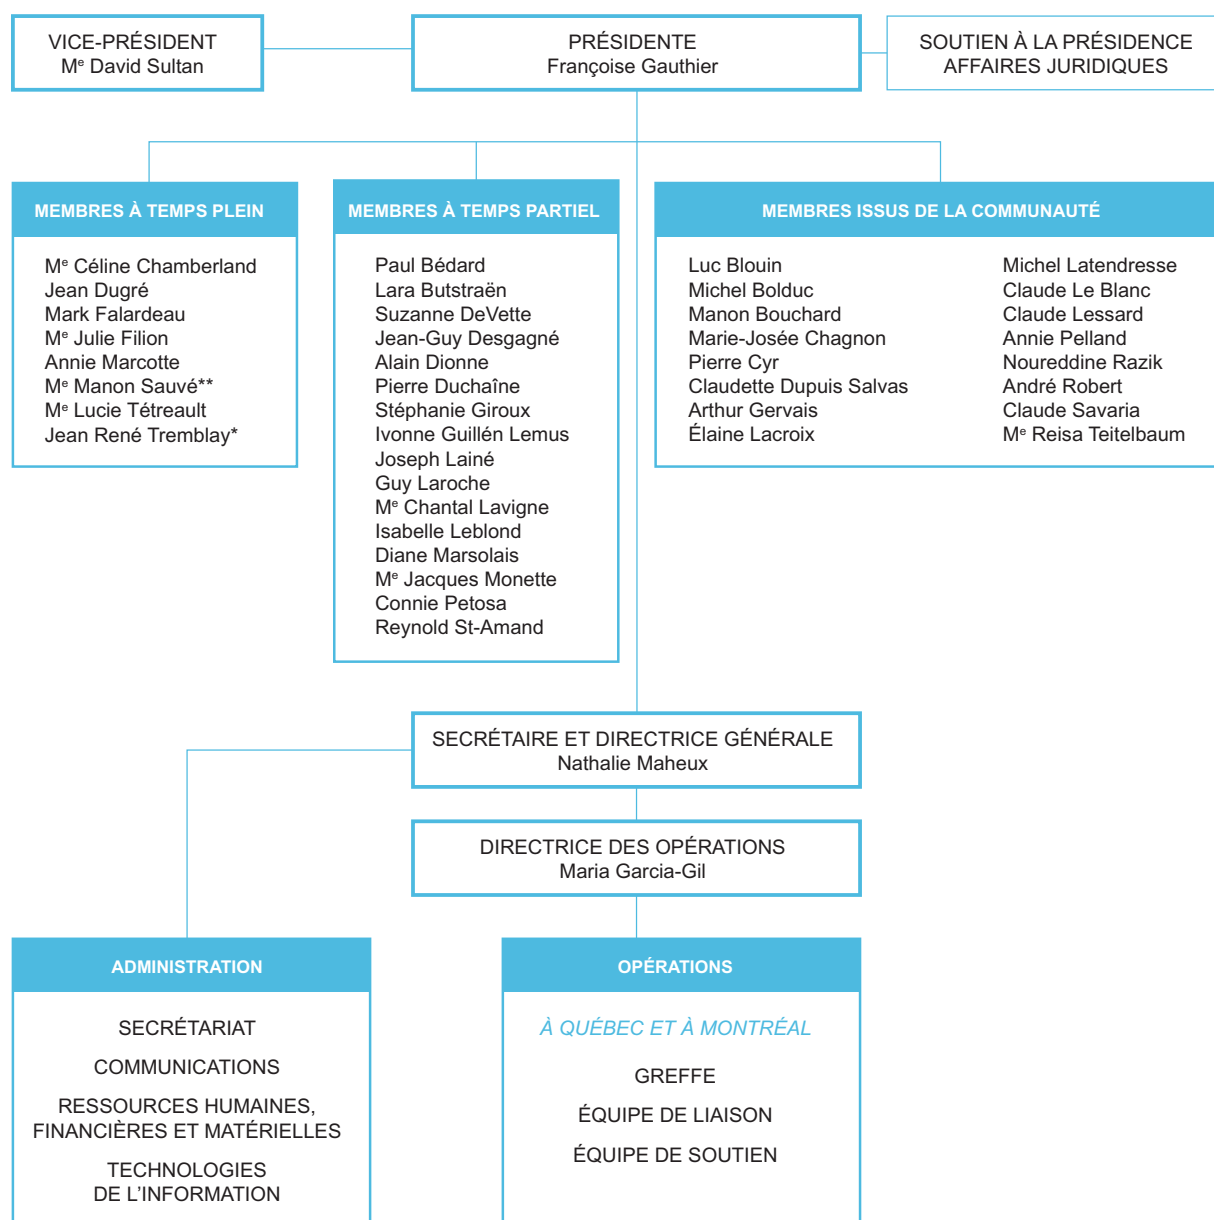 VICE-PRÉSIDENT
Mᵉ David Sultan
PRÉSIDENTE
Françoise Gauthier
SOUTIEN À LA PRÉSIDENCE
AFFAIRES JURIDIQUES
MEMBRES À TEMPS PLEIN
Mᵉ Céline Chamberland
Jean Dugré
Mark Falardeau
Mᵉ Julie Filion
Annie Marcotte
Mᵉ Manon Sauvé**
Mᵉ Lucie Tétreault
Jean René Tremblay*
MEMBRES À TEMPS PARTIEL
Paul Bédard
Lara Butstraën
Suzanne DeVette
Jean-Guy Desgagné
Alain Dionne
Pierre Duchaîne
Stéphanie Giroux
Ivonne Guillén Lemus
Joseph Lainé
Guy Laroche
Mᵉ Chantal Lavigne
Isabelle Leblond
Diane Marsolais
Mᵉ Jacques Monette
Connie Petosa
Reynold St-Amand
MEMBRES ISSUS DE LA COMMUNAUTÉ
Luc Blouin
Michel Bolduc
Manon Bouchard
Marie-Josée Chagnon
Pierre Cyr
Claudette Dupuis Salvas
Arthur Gervais
Élaine Lacroix
Michel Latendresse
Claude Le Blanc
Claude Lessard
Annie Pelland
Noureddine Razik
André Robert
Claude Savaria
Mᵉ Reisa Teitelbaum
SECRÉTAIRE ET DIRECTRICE GÉNÉRALE
Nathalie Maheux
DIRECTRICE DES OPÉRATIONS
Maria Garcia-Gil
ADMINISTRATION
SECRÉTARIAT
COMMUNICATIONS
RESSOURCES HUMAINES,
FINANCIÈRES ET MATÉRIELLES
TECHNOLOGIES
DE L'INFORMATION
OPÉRATIONS
À QUÉBEC ET À MONTRÉAL
GREFFE
ÉQUIPE DE LIAISON
ÉQUIPE DE SOUTIEN